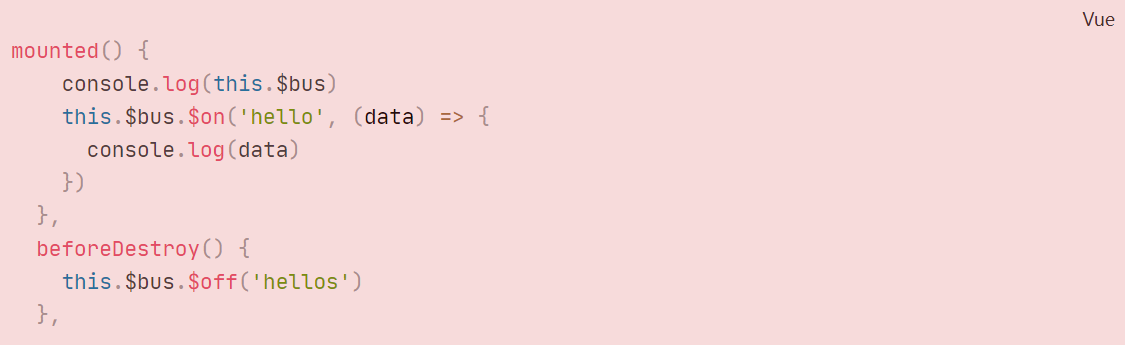 Vue
mounted() {
    console.log(this.$bus)
    this.$bus.$on('hello', (data) => {
      console.log(data)
    })
  },
  beforeDestroy() {
    this.$bus.$off('hellos')
  },